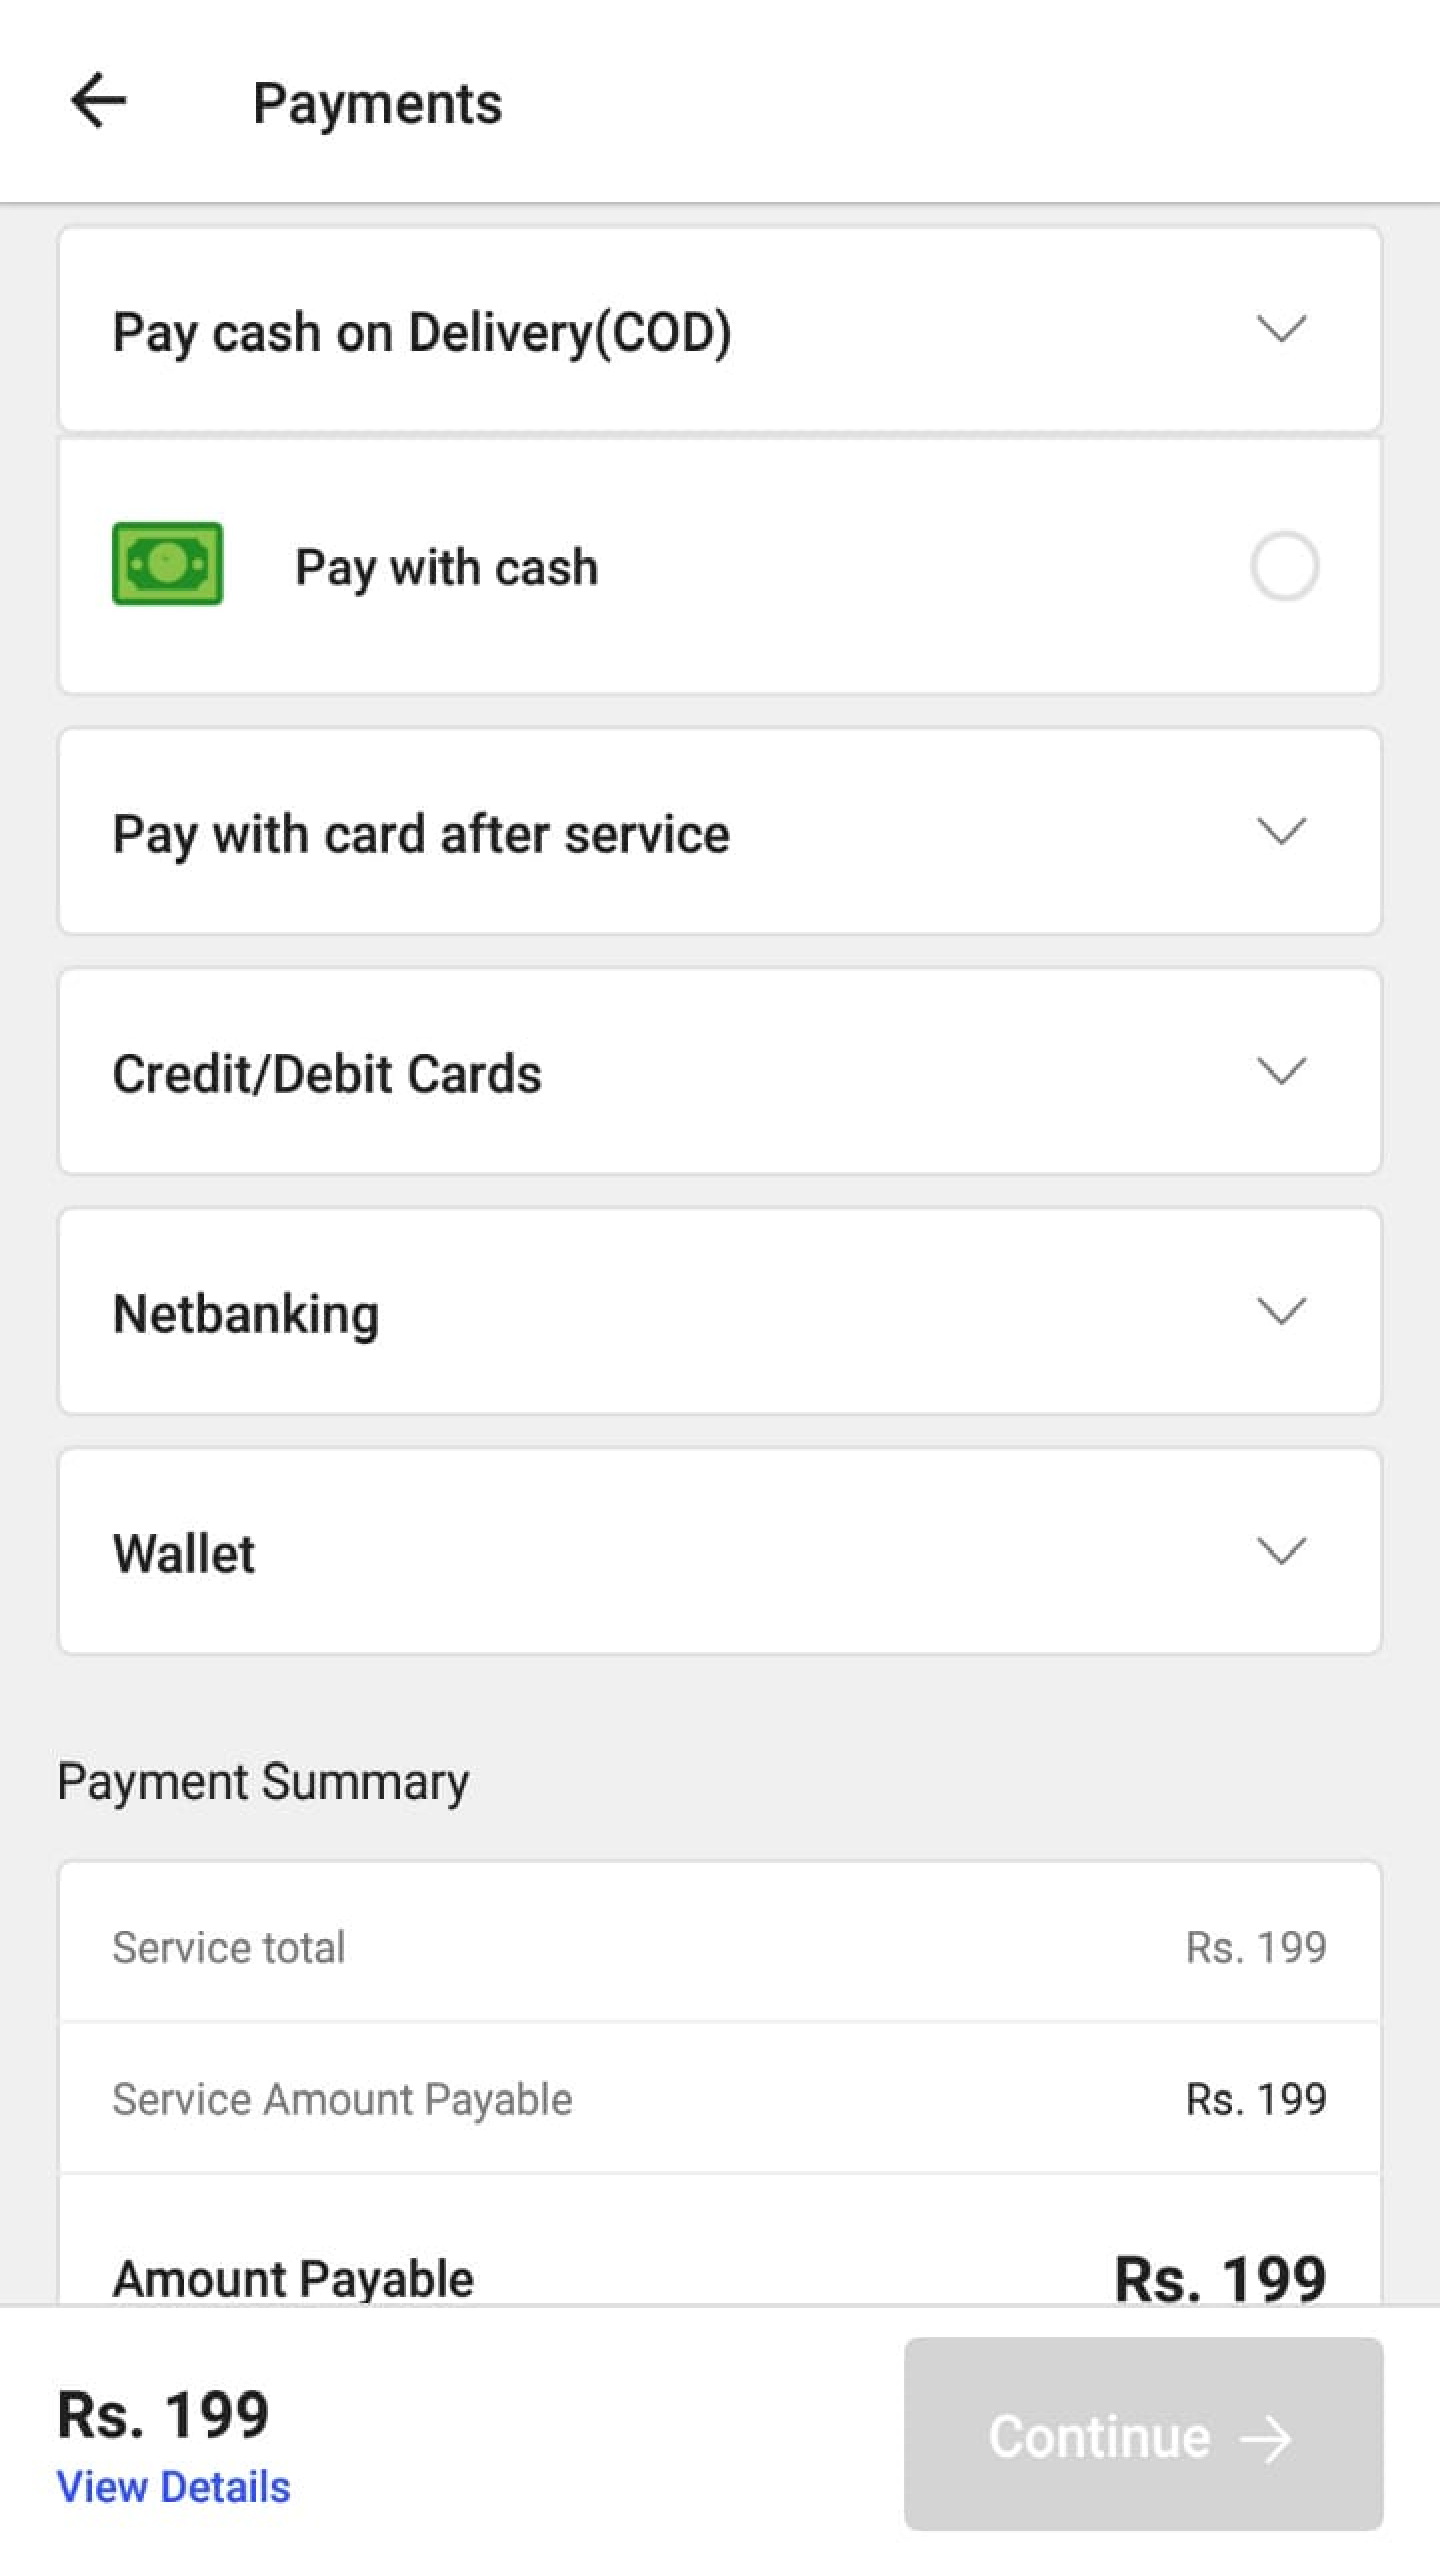 Payments
Pay cash on Delivery(COD)
Pay with cash
Pay with card after service
Credit/Debit Cards
Netbanking
Wallet
Payment Summary
Service total Rs. 199
Service Amount Payable Rs. 199
Amount Payable Rs. 199
Rs. 199
View Details
Continue